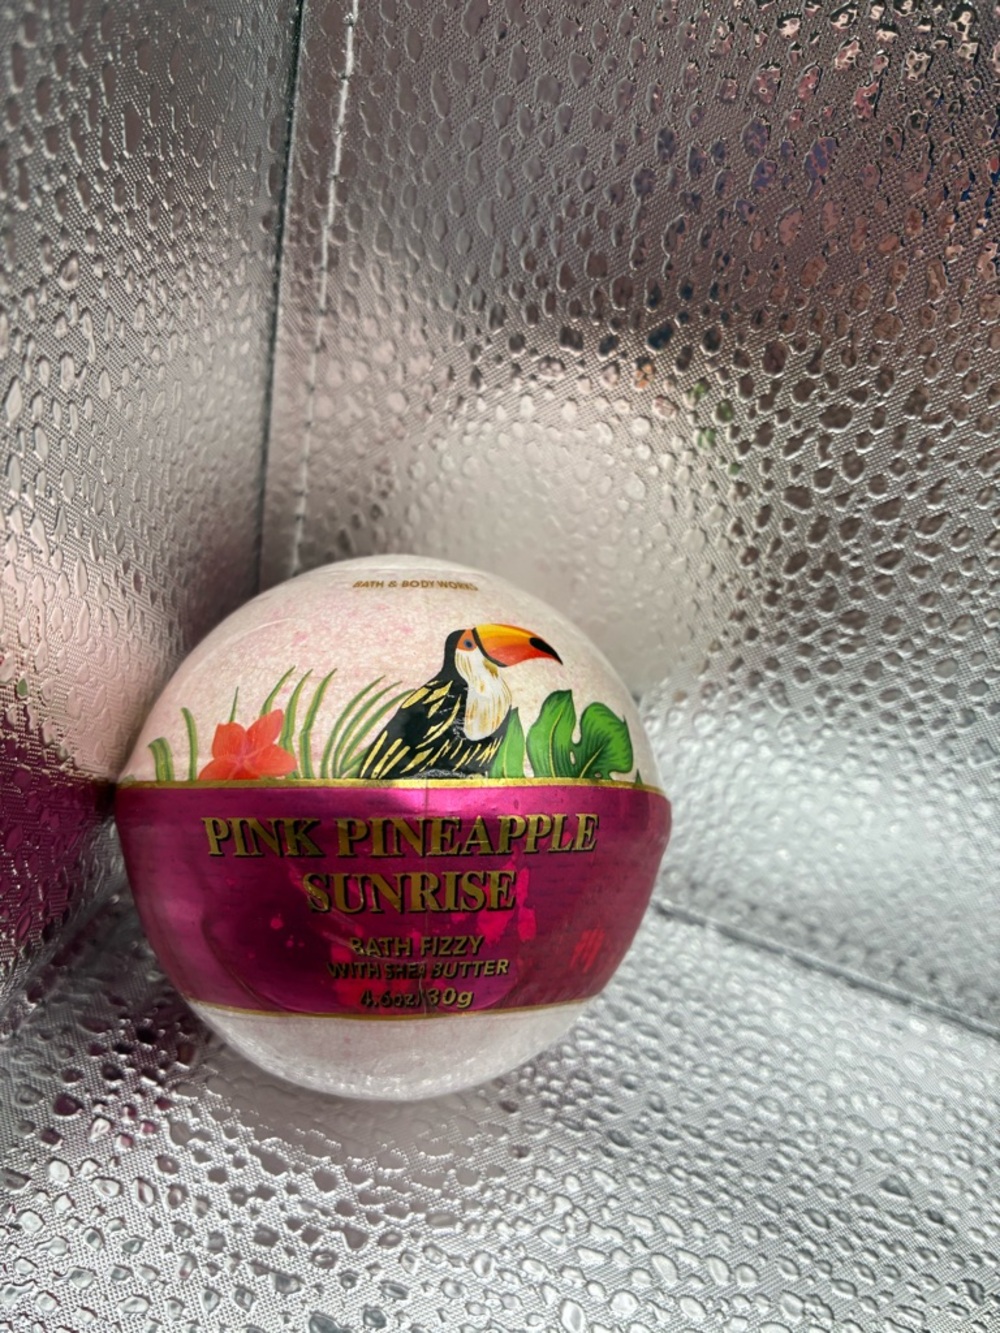 BATH & BODY WORKS
PINK PINEAPPLE
SUNRISE
BATH FIZZY
WITH SHEA BUTTER
4.6oz/130g